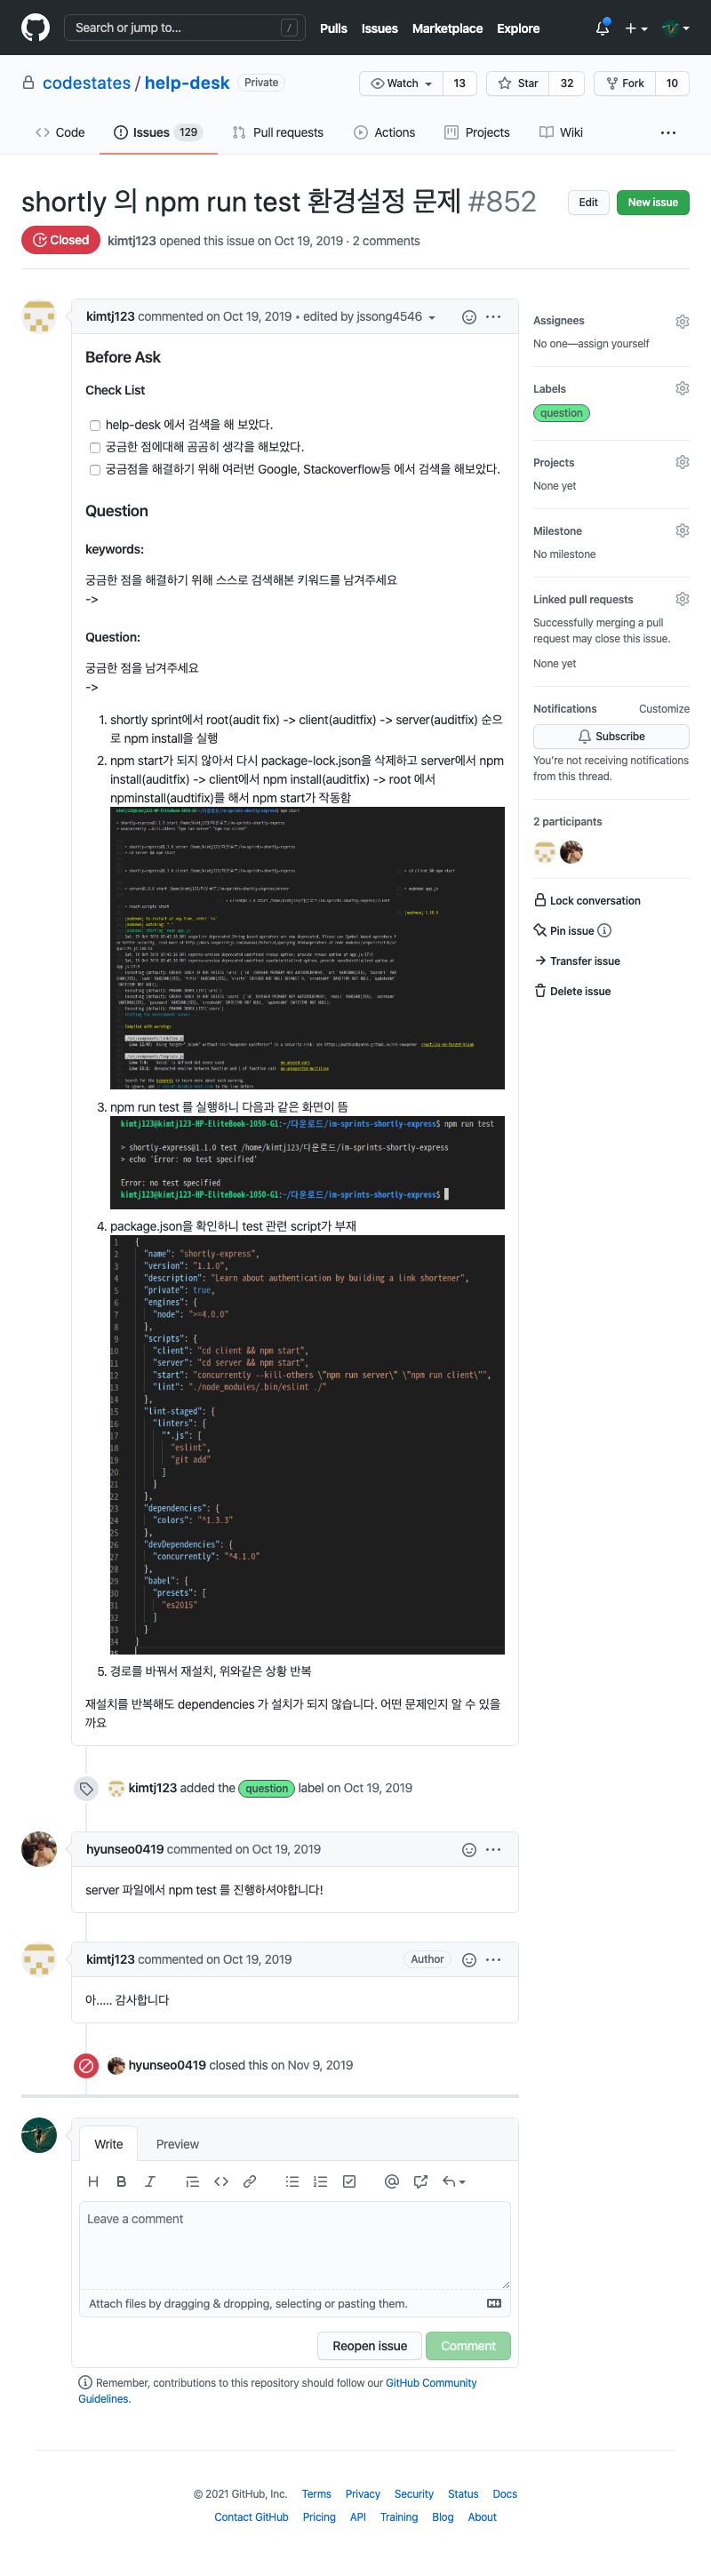 Search or jump to...
/
Pulls Issues Marketplace Explore
codestates / help-desk Private
Watch 13 Star 32 Fork 10
Code Issues 129 Pull requests Actions Projects Wiki
shortly 의 npm run test 환경설정 문제 #852
Edit New issue
Closed kimtj123 opened this issue on Oct 19, 2019 · 2 comments
kimtj123 commented on Oct 19, 2019 • edited by jssong4546
Before Ask
Check List
help-desk 에서 검색을 해 보았다.
궁금한 점에대해 곰곰히 생각을 해보았다.
궁금점을 해결하기 위해 여러번 Google, Stackoverflow등 에서 검색을 해보았다.
Question
keywords:
궁금한 점을 해결하기 위해 스스로 검색해본 키워드를 남겨주세요
->
Question:
궁금한 점을 남겨주세요
->
1. shortly sprint에서 root(audit fix) -> client(auditfix) -> server(auditfix) 순으
로 npm install을 실행
2. npm start가 되지 않아서 다시 package-lock.json을 삭제하고 server에서 npm
install(auditfix) -> client에서 npm install(auditfix) -> root 에서
npminstall(audtifix)를 해서 npm start가 작동함
3. npm run test 를 실행하니 다음과 같은 화면이 뜸
kimtj123@kimtj123-HP-EliteBook-1050-G1:~/다운로드/im-sprints-shortly-express$ npm run test
> shortly-express@1.1.0 test /home/kimtj123/다운로드/im-sprints-shortly-express
> echo 'Error: no test specified'
Error: no test specified
kimtj123@kimtj123-HP-EliteBook-1050-G1:~/다운로드/im-sprints-shortly-express$
4. package.json을 확인하니 test 관련 script가 부재
1 {
2 "name": "shortly-express",
3 "version": "1.1.0",
4 "description": "Learn about authentication by building a link shortener",
5 "private": true,
6 "engines": {
7 "node": ">=4.0.0"
8 },
9 "scripts": {
10 "client": "cd client && npm start",
11 "server": "cd server && npm start",
12 "start": "concurrently --kill-others \"npm run server\" \"npm run client\"",
13 "lint": "./node_modules/.bin/eslint ./"
14 },
15 "lint-staged": {
16 "linters": {
17 "*.js": [
18 "eslint",
19 "git add"
20 ]
21 }
22 },
23 "dependencies": {
24 "colors": "^1.3.3"
25 },
26 "devDependencies": {
27 "concurrently": "^4.1.0"
28 },
29 "babel": {
30 "presets": [
31 "es2015"
32 ]
33 }
34 }
5. 경로를 바꿔서 재설치, 위와같은 상황 반복
재설치를 반복해도 dependencies 가 설치가 되지 않습니다. 어떤 문제인지 알 수 있을
까요
Assignees
No one—assign yourself
Labels
question
Projects
None yet
Milestone
No milestone
Linked pull requests
Successfully merging a pull
request may close this issue.
None yet
Notifications Customize
Subscribe
You're not receiving notifications
from this thread.
2 participants
Lock conversation
Pin issue
Transfer issue
Delete issue
kimtj123 added the question label on Oct 19, 2019
hyunseo0419 commented on Oct 19, 2019
server 파일에서 npm test 를 진행하셔야합니다!
kimtj123 commented on Oct 19, 2019 Author
아..... 감사합니다
hyunseo0419 closed this on Nov 9, 2019
Write Preview
Leave a comment
Attach files by dragging & dropping, selecting or pasting them.
Reopen issue Comment
Remember, contributions to this repository should follow our GitHub Community
Guidelines.
© 2021 GitHub, Inc. Terms Privacy Security Status Docs
Contact GitHub Pricing API Training Blog About